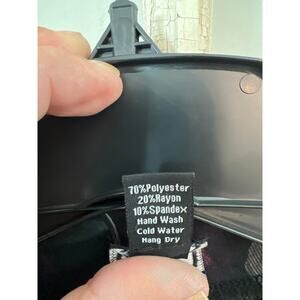 70%Polyester
20%Rayon
10%Spandex
Hand Wash
Cold Water
Hang Dry